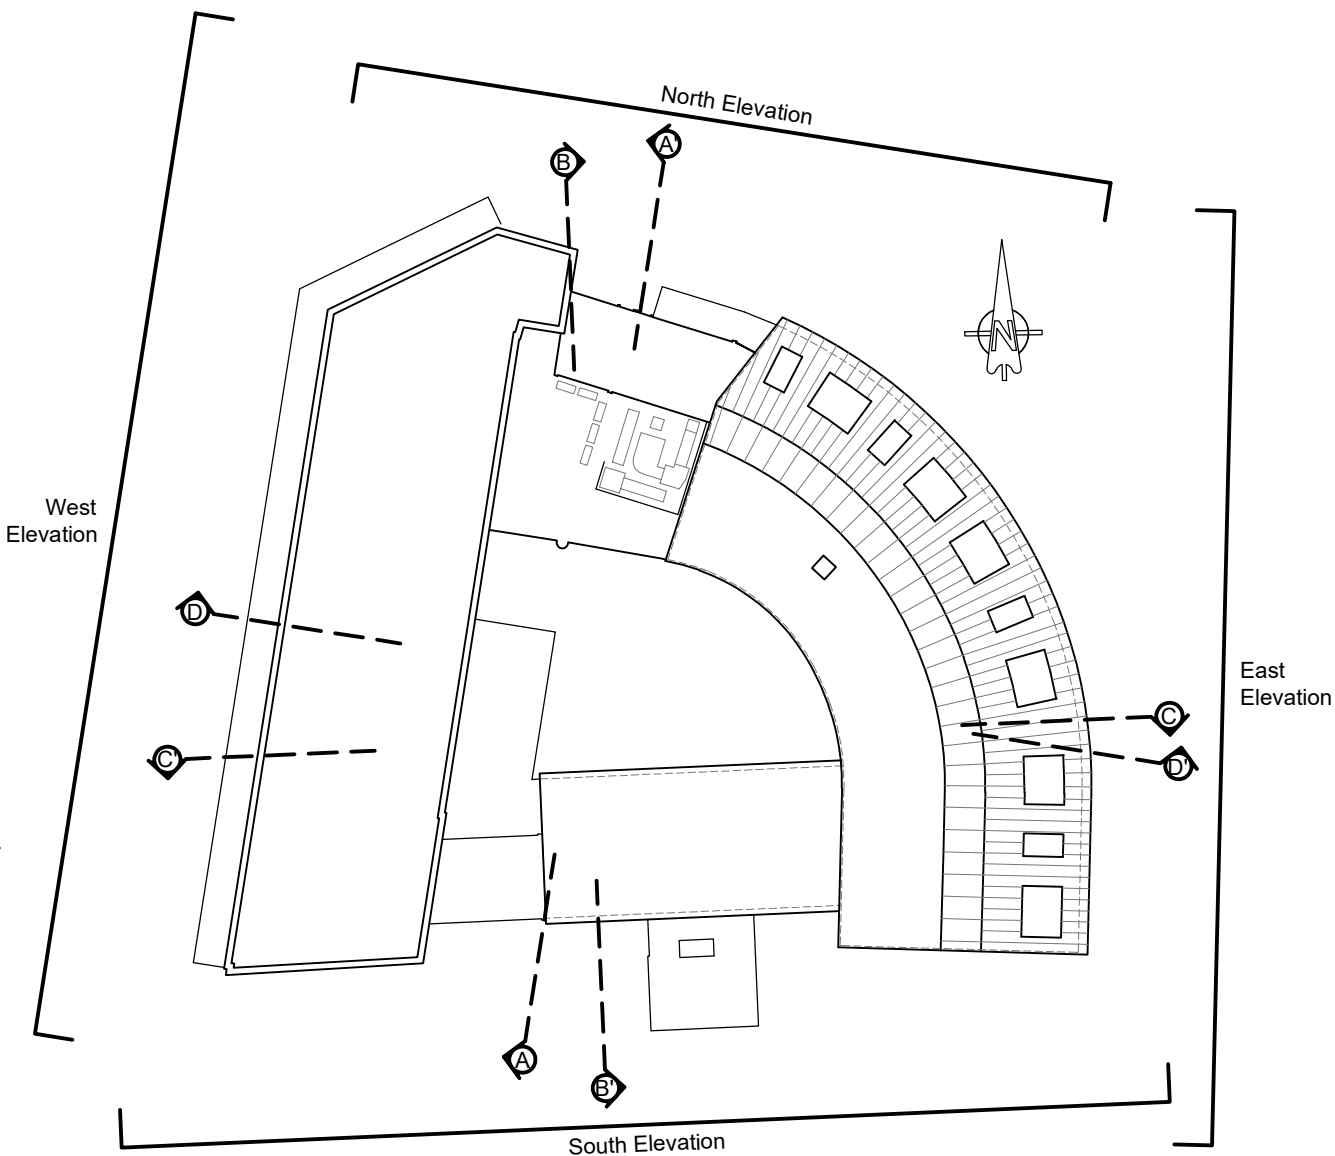 North Elevation
B
A'
N
West
Elevation
D
East
Elevation
C
C'
D'
A
B'
South Elevation